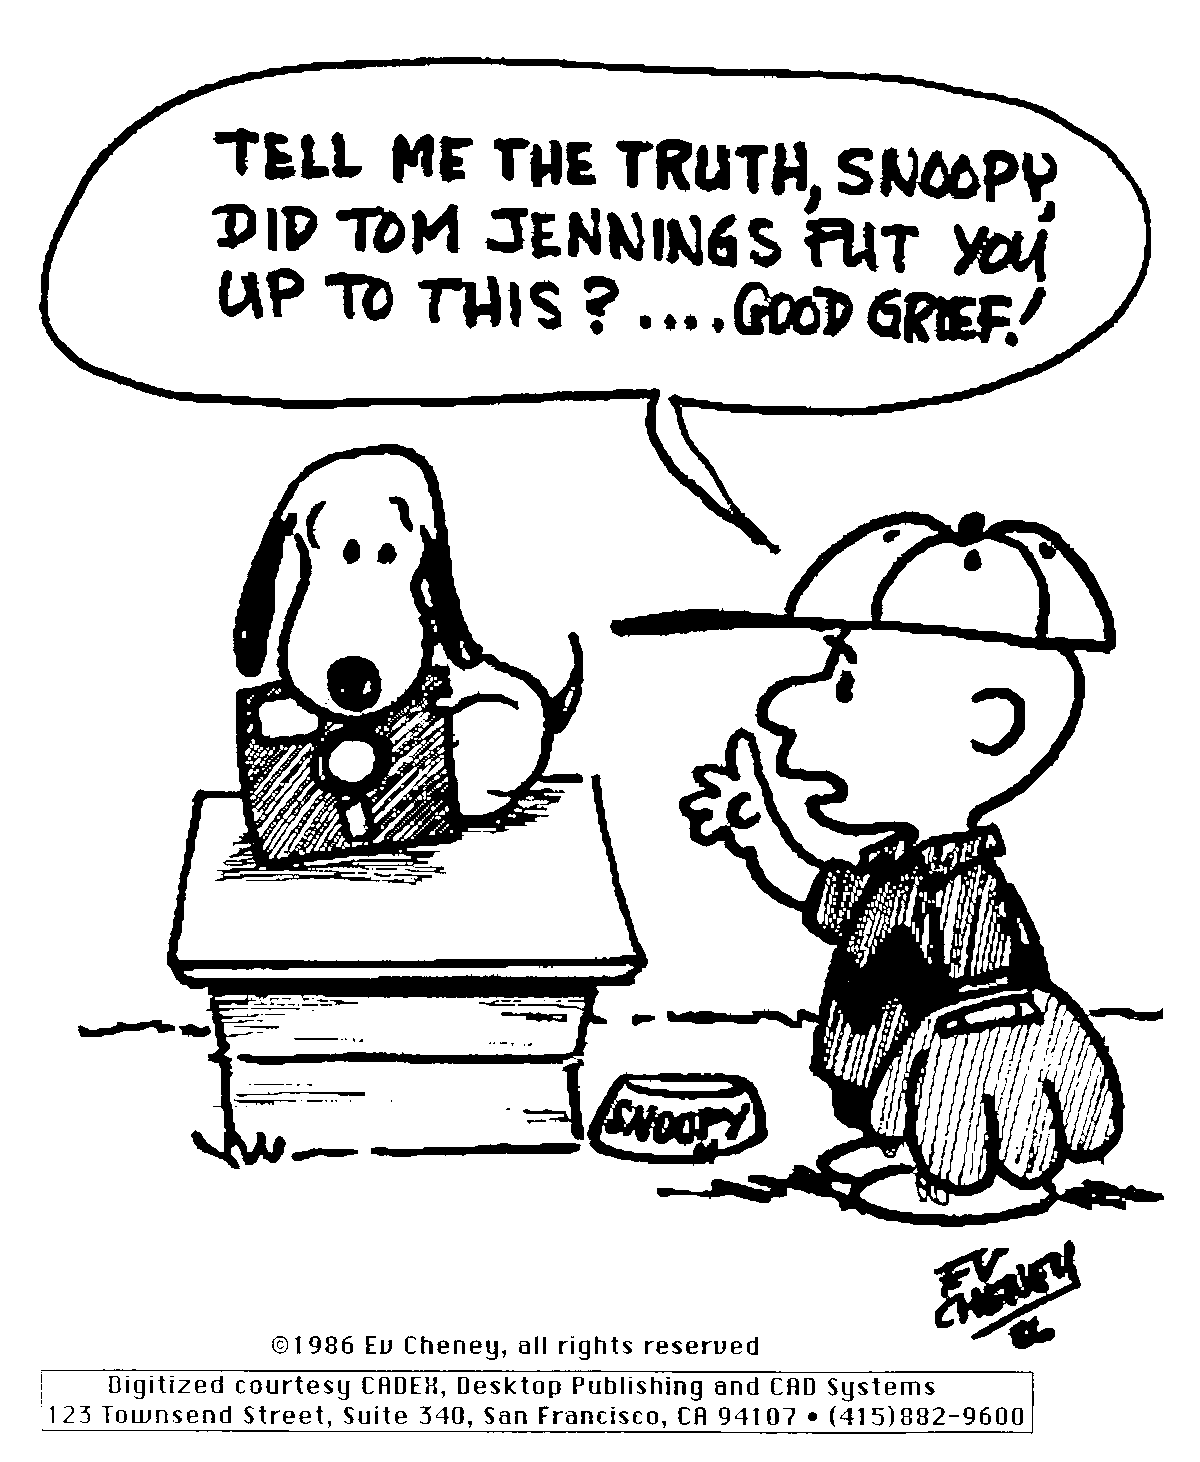 TELL ME THE TRUTH, SNOOPY,
DID TOM JENNINGS PUT YOU
UP TO THIS? ....GOOD GRIEF!
SNOOPY
EV
CHENEY
86
©1986 Ev Cheney, all rights reserved
Digitized courtesy CADEX, Desktop Publishing and CAD Systems
123 Townsend Street, Suite 340, San Francisco, CA 94107 • (415)882-9600